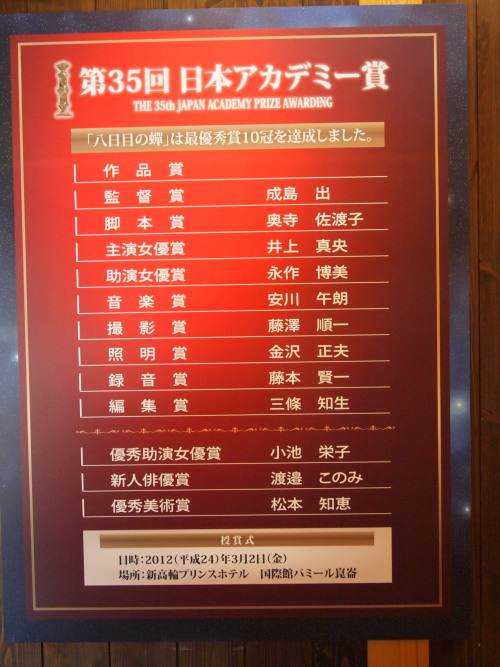 第35回 日本アカデミー賞
THE 35th JAPAN ACADEMY PRIZE AWARDING
「八日目の蟬」は最優秀賞10冠を達成しました。
作品賞
監督賞 成島 出
脚本賞 奥寺 佐渡子
主演女優賞 井上 真央
助演女優賞 永作 博美
音楽賞 安川 午朗
撮影賞 藤澤 順一
照明賞 金沢 正夫
録音賞 藤本 賢一
編集賞 三條 知生
優秀助演女優賞 小池 栄子
新人俳優賞 渡邉 このみ
優秀美術賞 松本 知恵
授賞式
日時：2012（平成24）年3月2日（金）
場所：新高輪プリンスホテル 国際館パミール崑崙